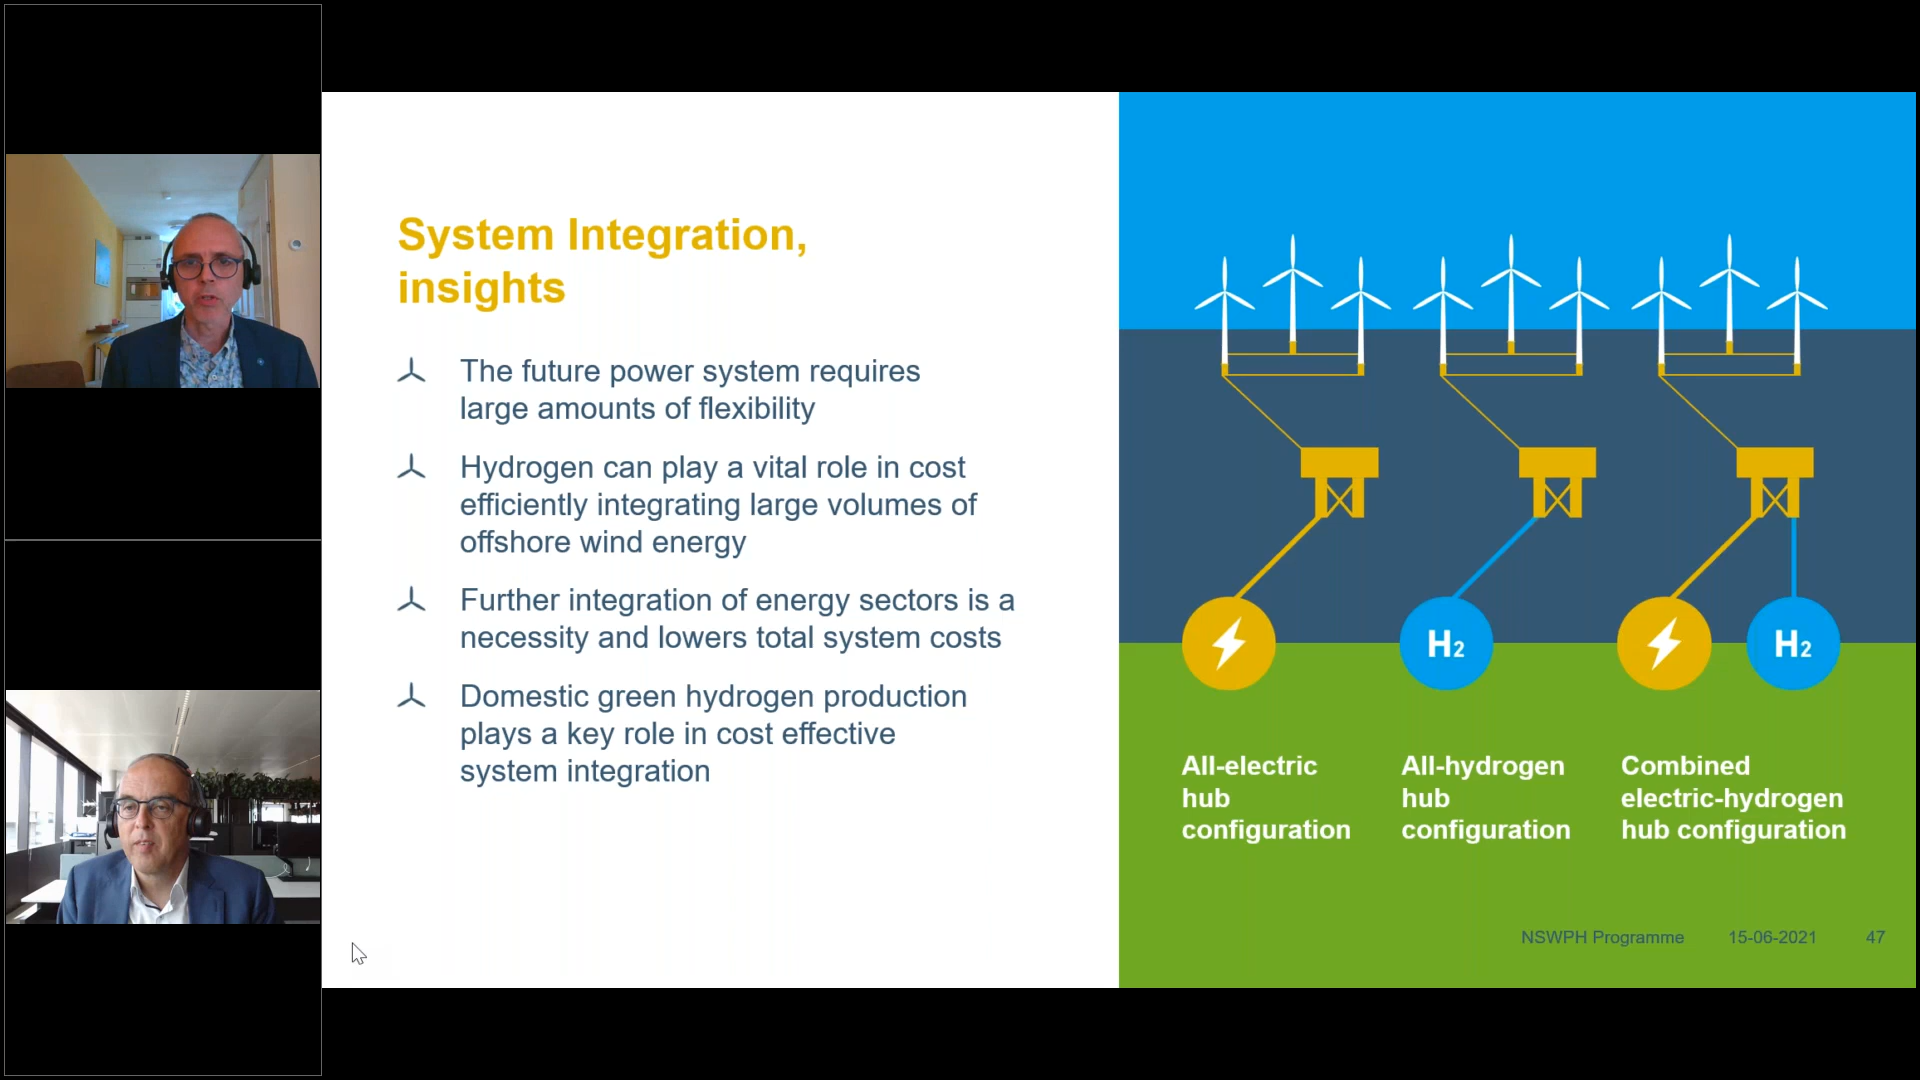 System Integration,
insights
The future power system requires
large amounts of flexibility
Hydrogen can play a vital role in cost
efficiently integrating large volumes of
offshore wind energy
Further integration of energy sectors is a
necessity and lowers total system costs
Domestic green hydrogen production
plays a key role in cost effective
system integration
H₂
H₂
All-electric
hub
configuration
All-hydrogen
hub
configuration
Combined
electric-hydrogen
hub configuration
NSWPH Programme 15-06-2021 47